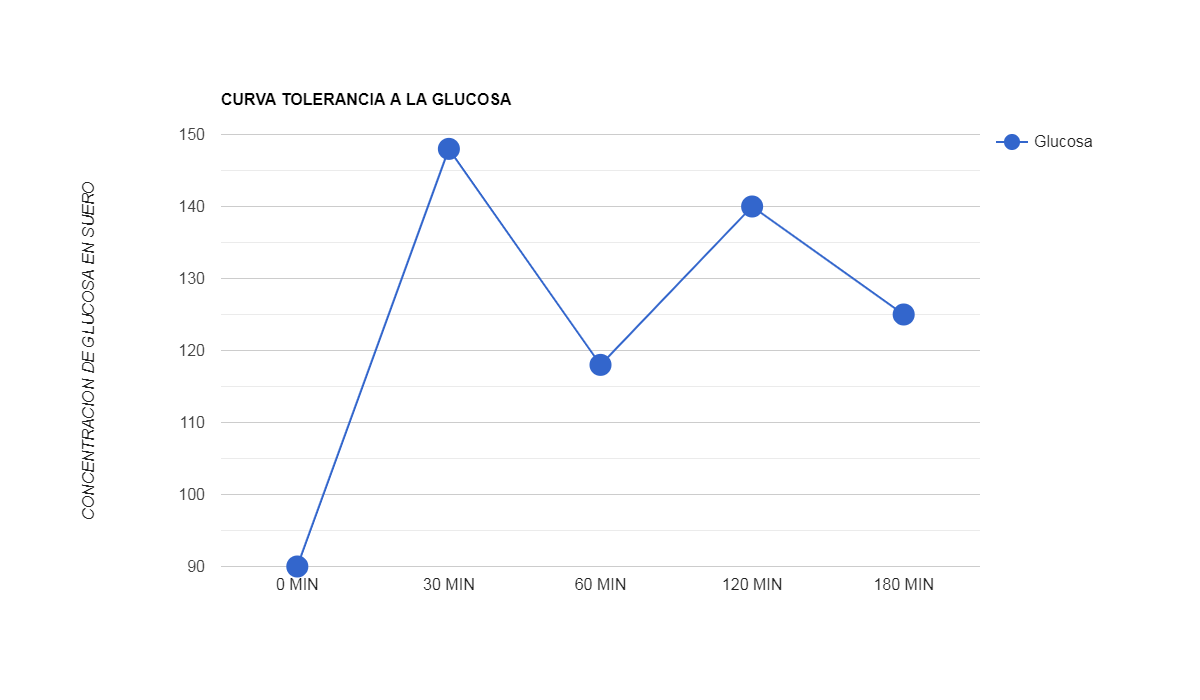 CURVA TOLERANCIA A LA GLUCOSA
Glucosa
CONCENTRACION DE GLUCOSA EN SUERO
150
140
130
120
110
100
90
0 MIN 30 MIN 60 MIN 120 MIN 180 MIN